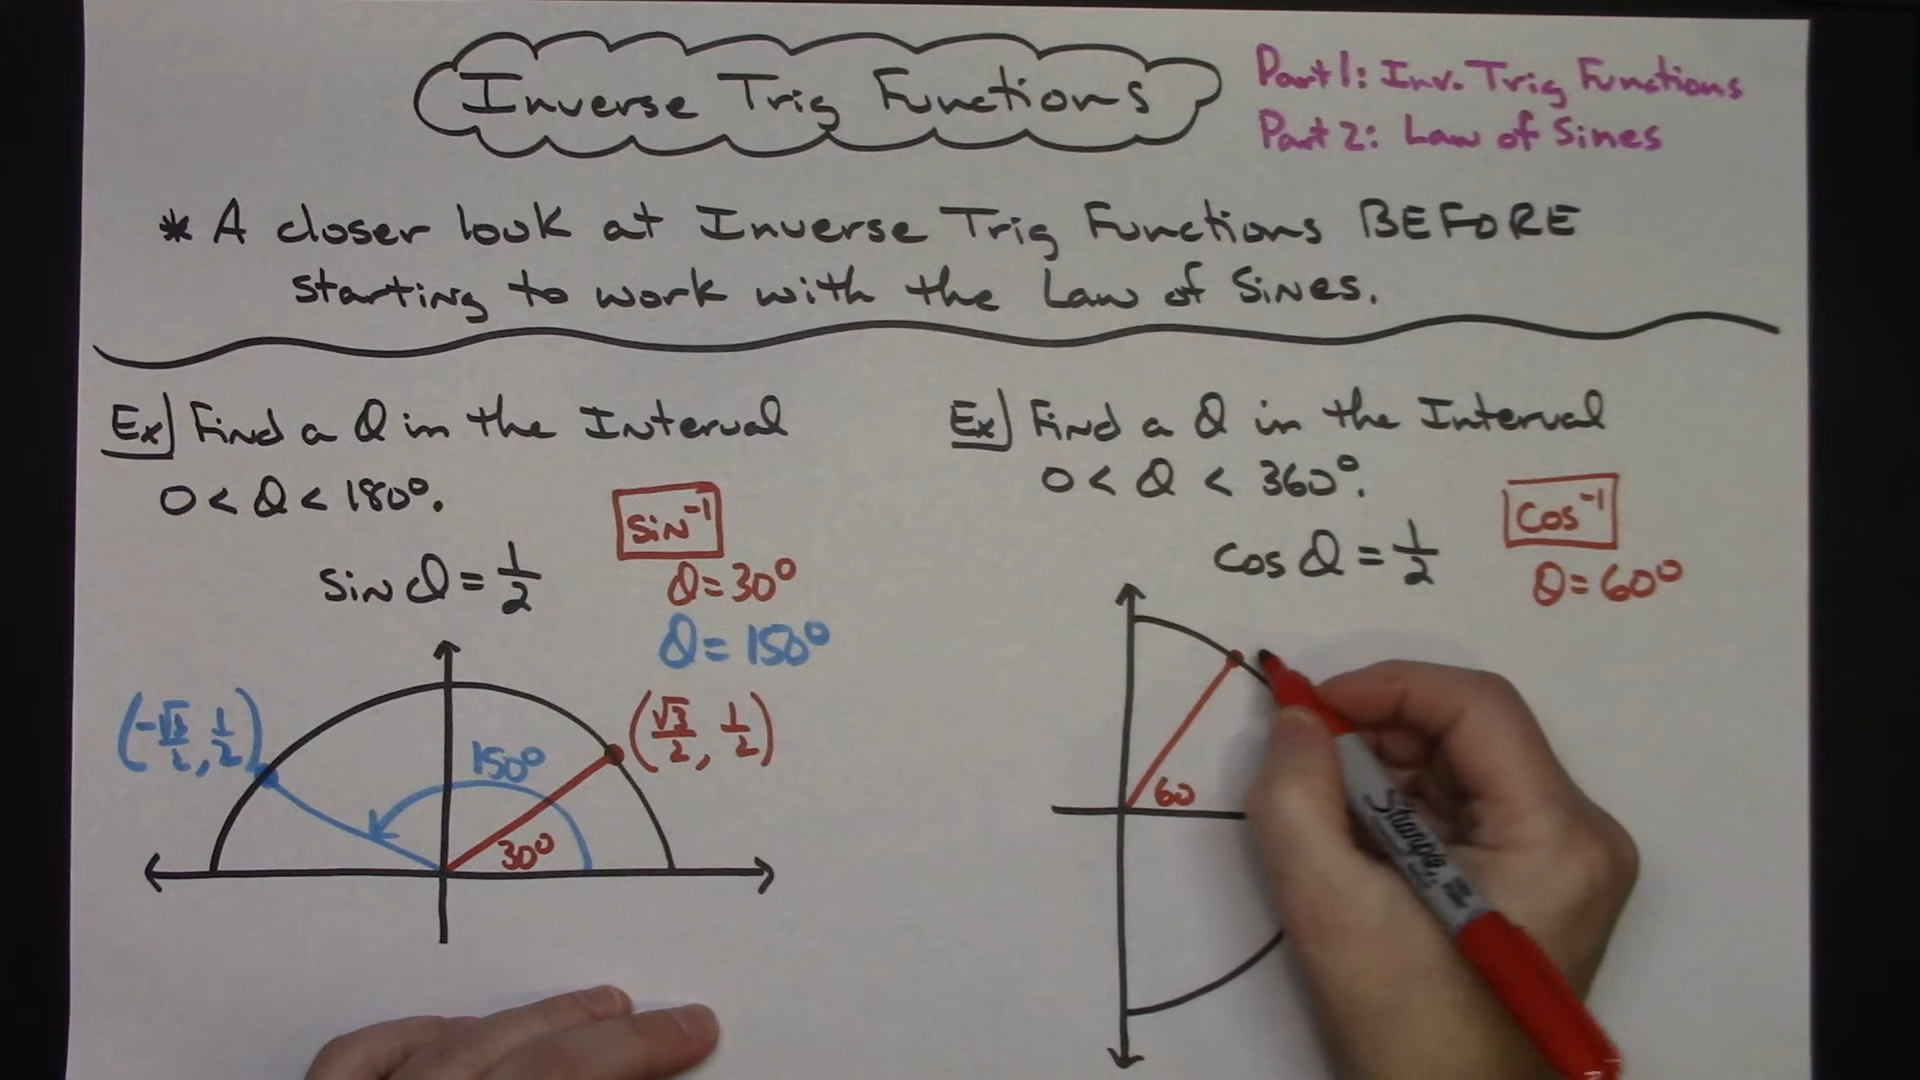 Inverse Trig Functions
Part 1: Inv. Trig Functions
Part 2: Law of Sines
* A closer look at Inverse Trig Functions BEFORE
starting to work with the Law of Sines.
Ex] Find a θ in the Interval
0 < θ < 180°.
sin⁻¹
sin θ = 1/2
θ = 30°
θ = 150°
(-√3/2, 1/2)
150°
(√3/2, 1/2)
30°
Ex] Find a θ in the Interval
0 < θ < 360°.
cos⁻¹
cos θ = 1/2
θ = 60°
60
Sharpie